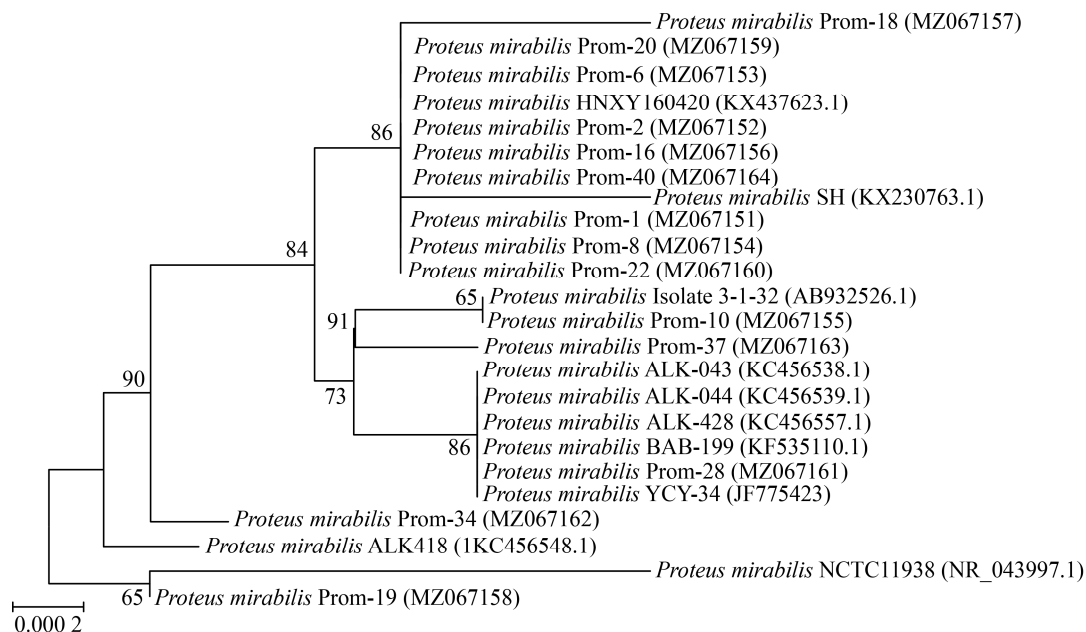 Proteus mirabilis Prom-18 (MZ067157)
Proteus mirabilis Prom-20 (MZ067159)
Proteus mirabilis Prom-6 (MZ067153)
Proteus mirabilis HNXY160420 (KX437623.1)
Proteus mirabilis Prom-2 (MZ067152)
86
Proteus mirabilis Prom-16 (MZ067156)
Proteus mirabilis Prom-40 (MZ067164)
Proteus mirabilis SH (KX230763.1)
Proteus mirabilis Prom-1 (MZ067151)
84
Proteus mirabilis Prom-8 (MZ067154)
Proteus mirabilis Prom-22 (MZ067160)
65 Proteus mirabilis Isolate 3-1-32 (AB932526.1)
91 Proteus mirabilis Prom-10 (MZ067155)
Proteus mirabilis Prom-37 (MZ067163)
Proteus mirabilis ALK-043 (KC456538.1)
90
73 Proteus mirabilis ALK-044 (KC456539.1)
Proteus mirabilis ALK-428 (KC456557.1)
86 Proteus mirabilis BAB-199 (KF535110.1)
Proteus mirabilis Prom-28 (MZ067161)
Proteus mirabilis YCY-34 (JF775423)
Proteus mirabilis Prom-34 (MZ067162)
Proteus mirabilis ALK418 (1KC456548.1)
Proteus mirabilis NCTC11938 (NR_043997.1)
65 Proteus mirabilis Prom-19 (MZ067158)
0.000 2